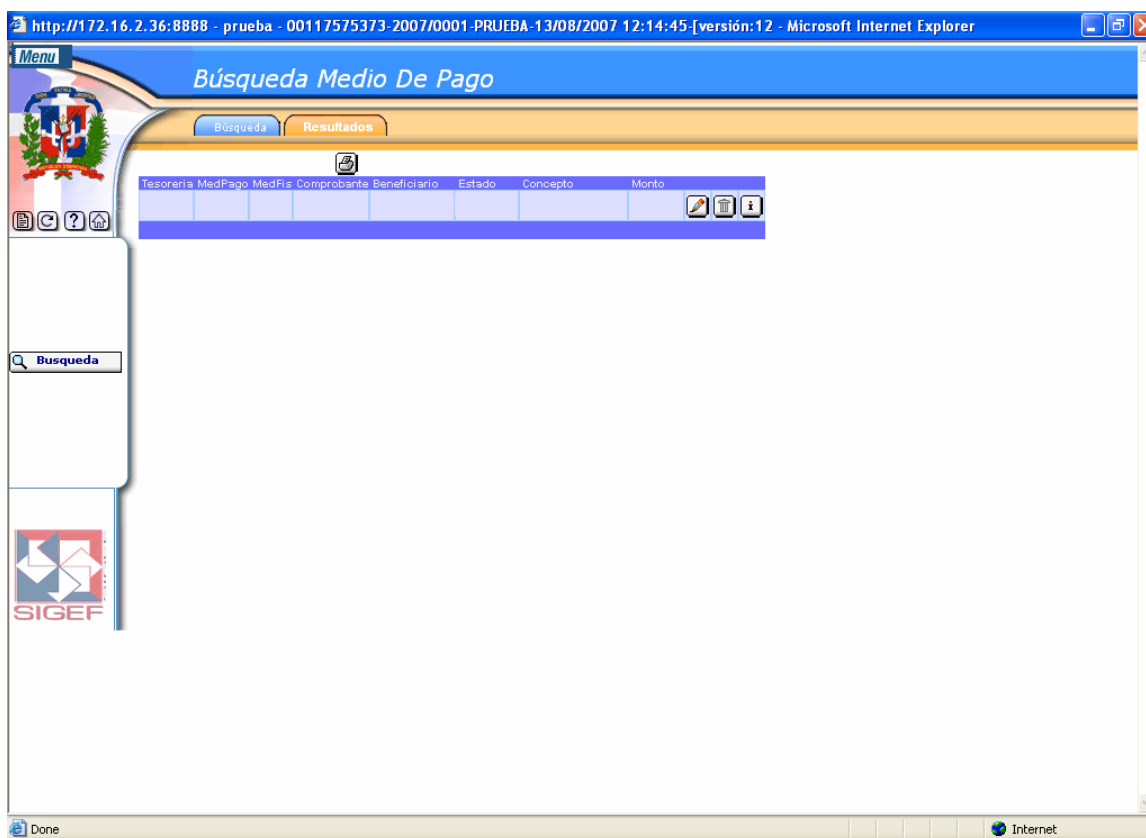 http://172.16.2.36:8888 - prueba - 00117575373-2007/0001-PRUEBA-13/08/2007 12:14:45-[versión:12 - Microsoft Internet Explorer
Menu
Búsqueda Medio De Pago
Búsqueda Resultados
Tesoreria MedPago MedFis Comprobante Beneficiario Estado Concepto Monto
Busqueda
SIGEF
Done Internet